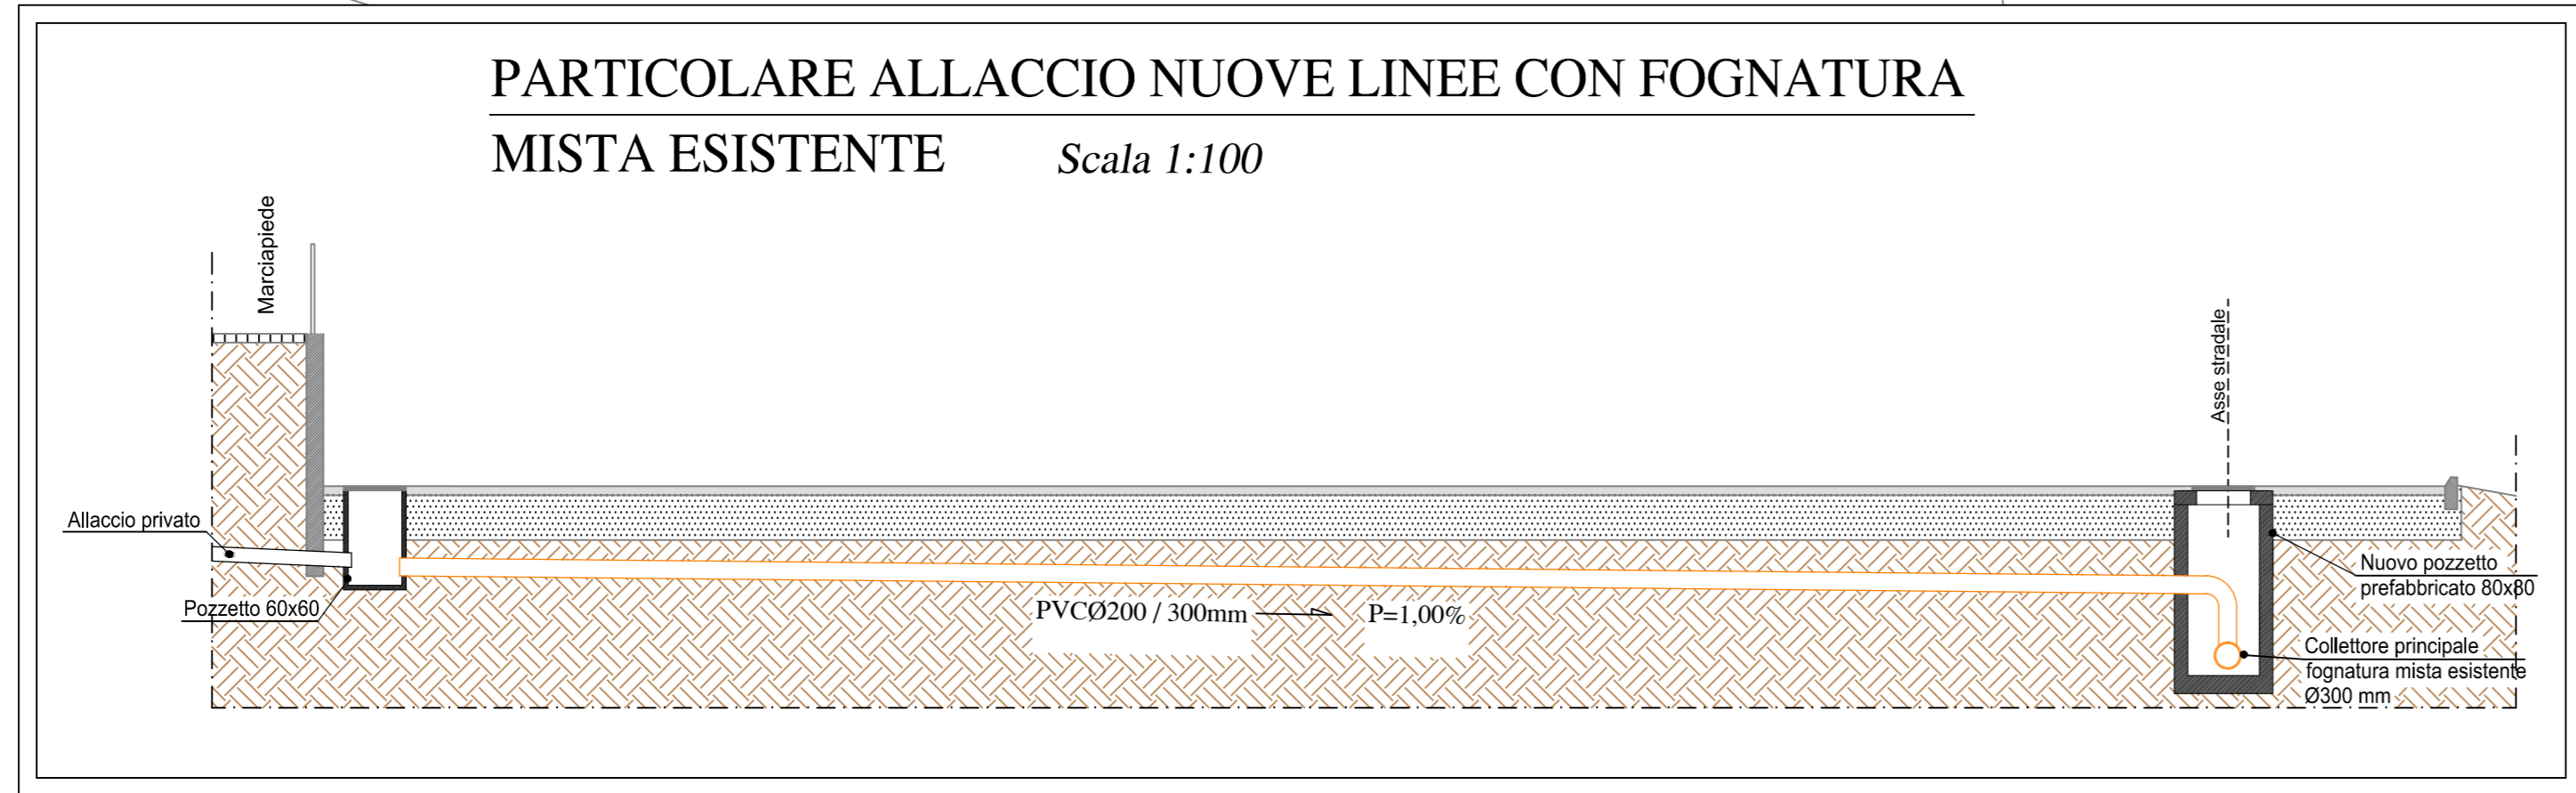 PARTICOLARE ALLACCIO NUOVE LINEE CON FOGNATURA
MISTA ESISTENTE Scala 1:100
Marciapiede
Asse stradale
Allaccio privato
Pozzetto 60x60
PVCØ200 / 300mm P=1,00%
Nuovo pozzetto
prefabbricato 80x80
Collettore principale
fognatura mista esistente
Ø300 mm